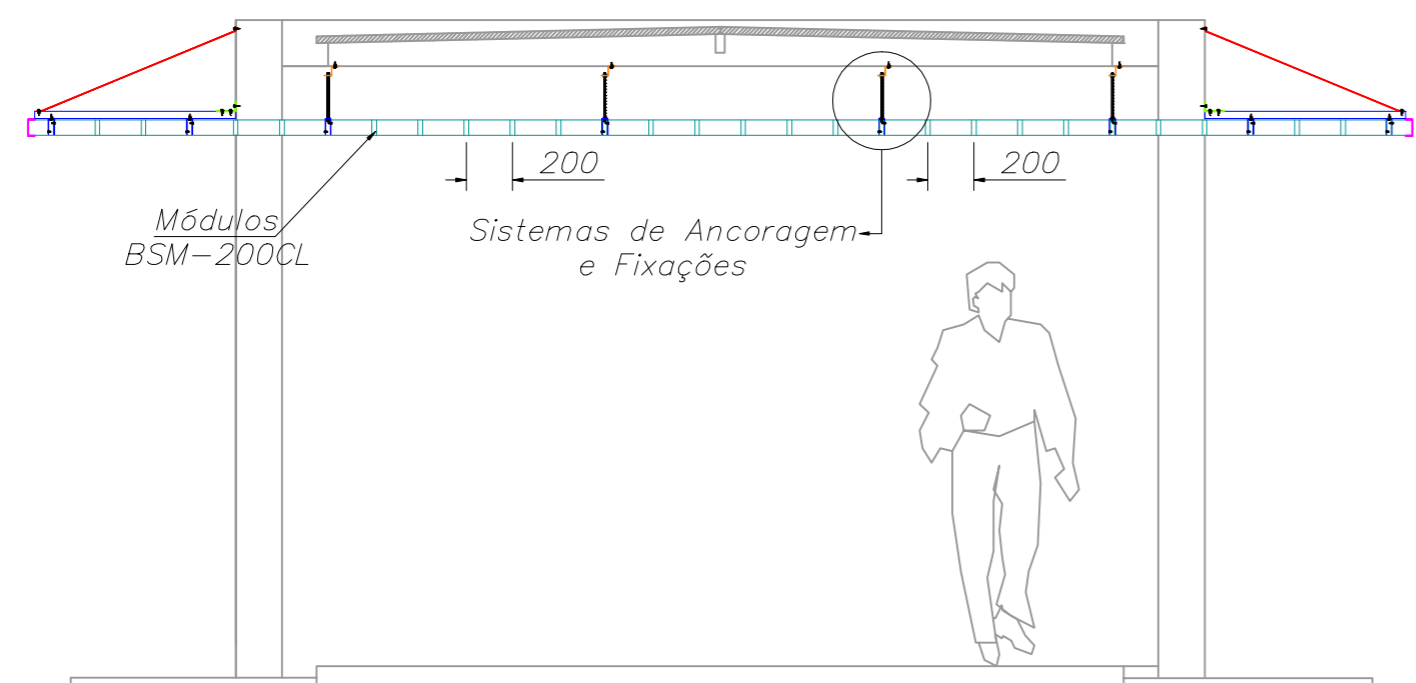 200
200
Módulos
BSM-200CL
Sistemas de Ancoragem
e Fixações